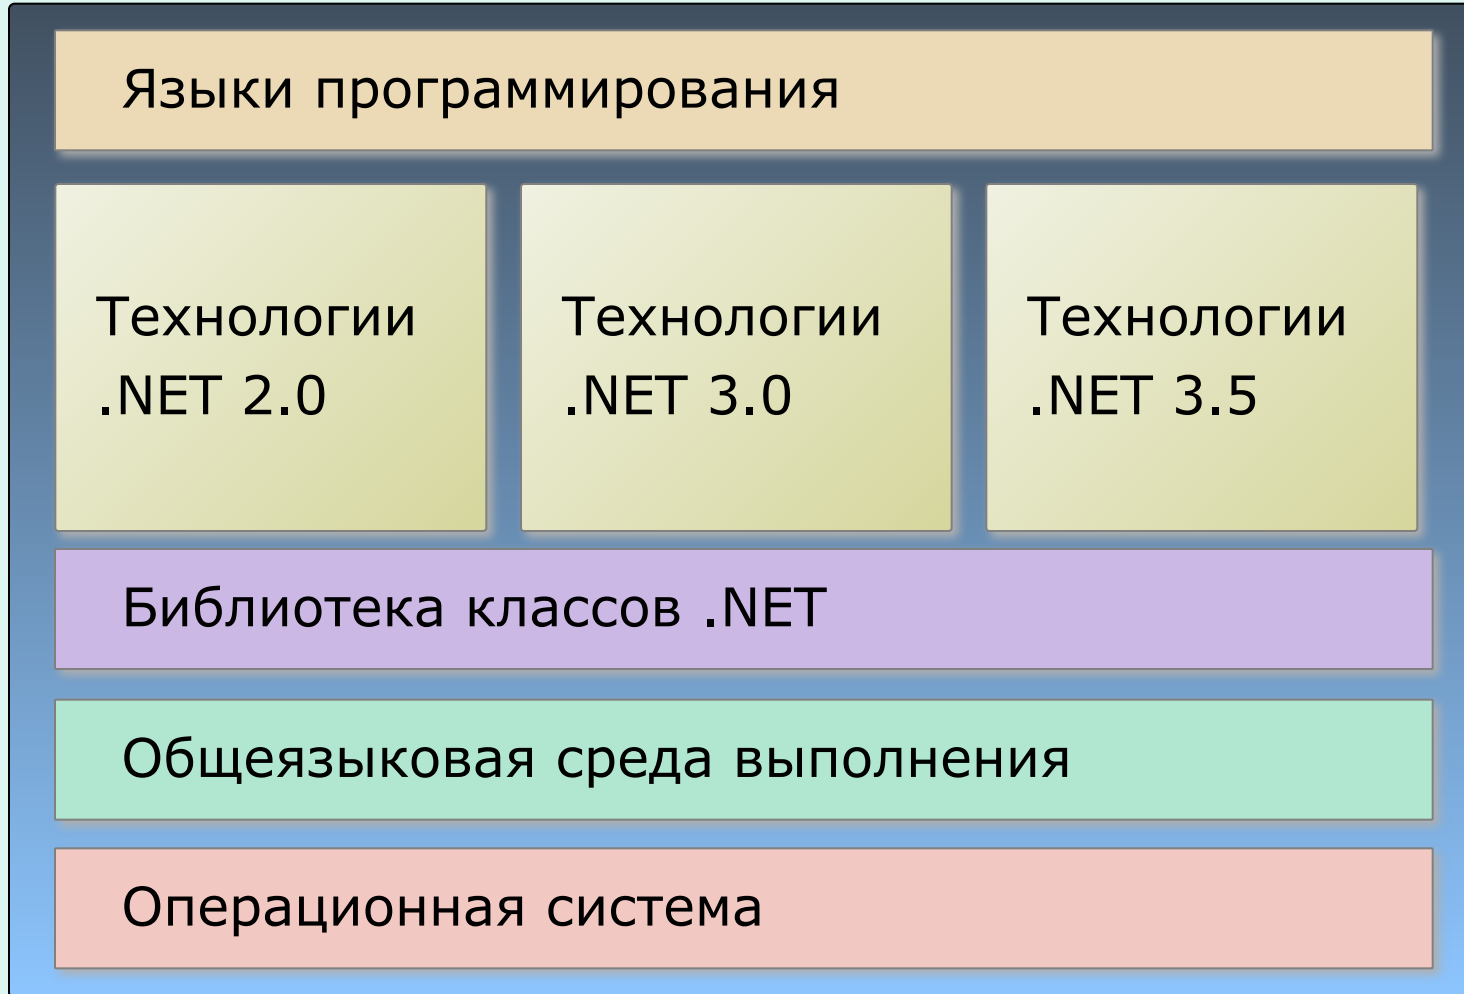 Языки программирования
Технологии
.NET 2.0
Технологии
.NET 3.0
Технологии
.NET 3.5
Библиотека классов .NET
Общеязыковая среда выполнения
Операционная система